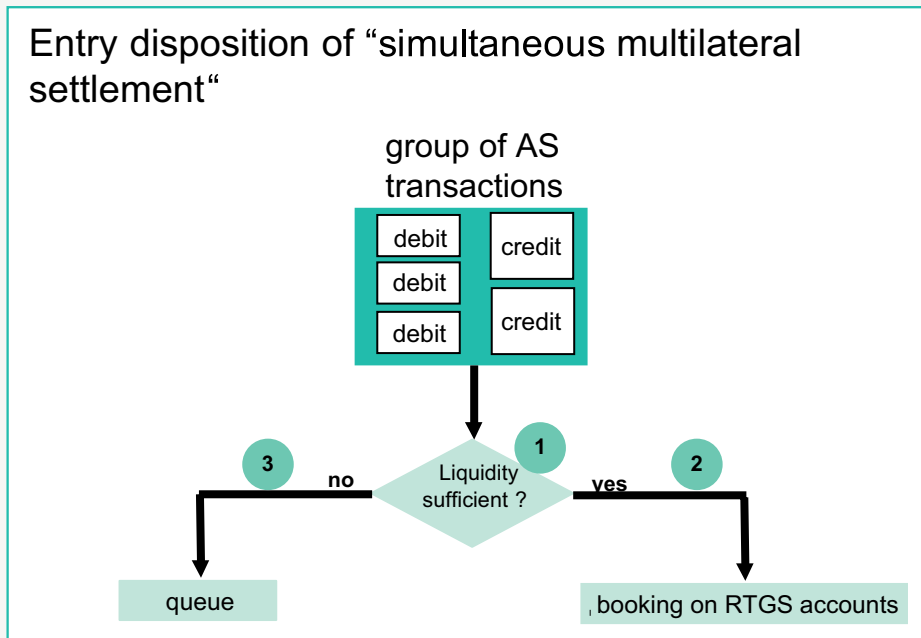 Entry disposition of “simultaneous multilateral
settlement“
group of AS
transactions
debit
credit
debit
credit
debit
1
3
2
no
Liquidity
sufficient ?
yes
queue
booking on RTGS accounts